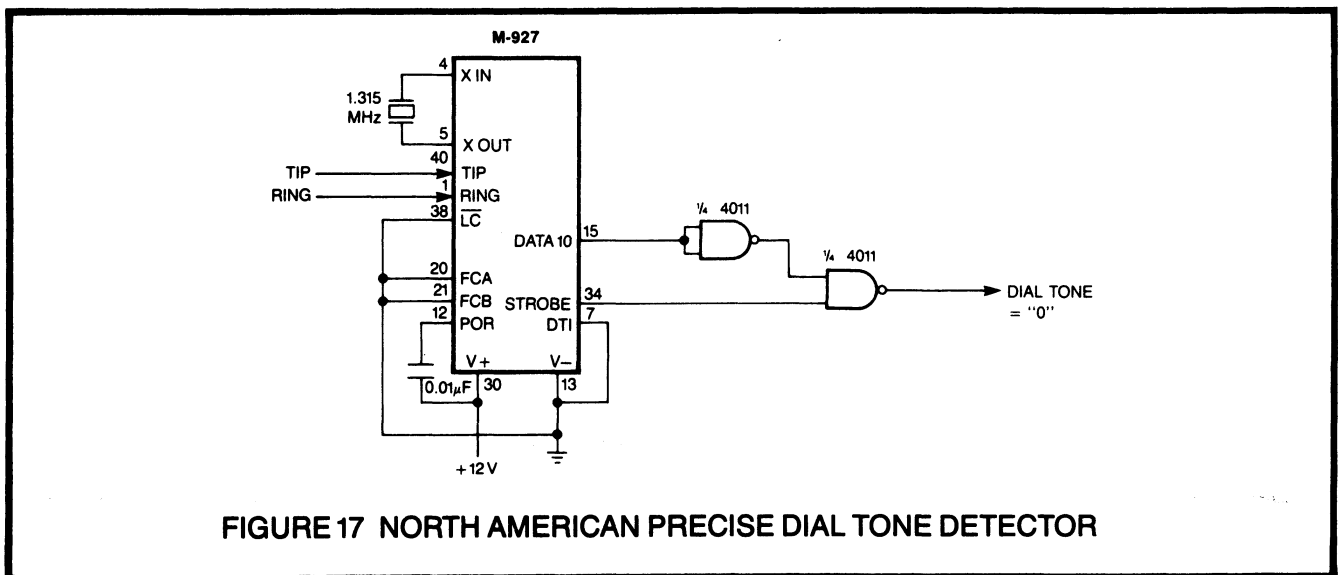 M-927
4
X IN
1.315
MHz
5
X OUT
40
TIP
TIP
1
RING
RING
38
LC
15
DATA 10
¼ 4011
¼ 4011
20
FCA
21
FCB
34
STROBE
12
POR
7
DTI
DIAL TONE
= "0"
V+
V−
0.01µF
30
13
+12V
FIGURE 17 NORTH AMERICAN PRECISE DIAL TONE DETECTOR